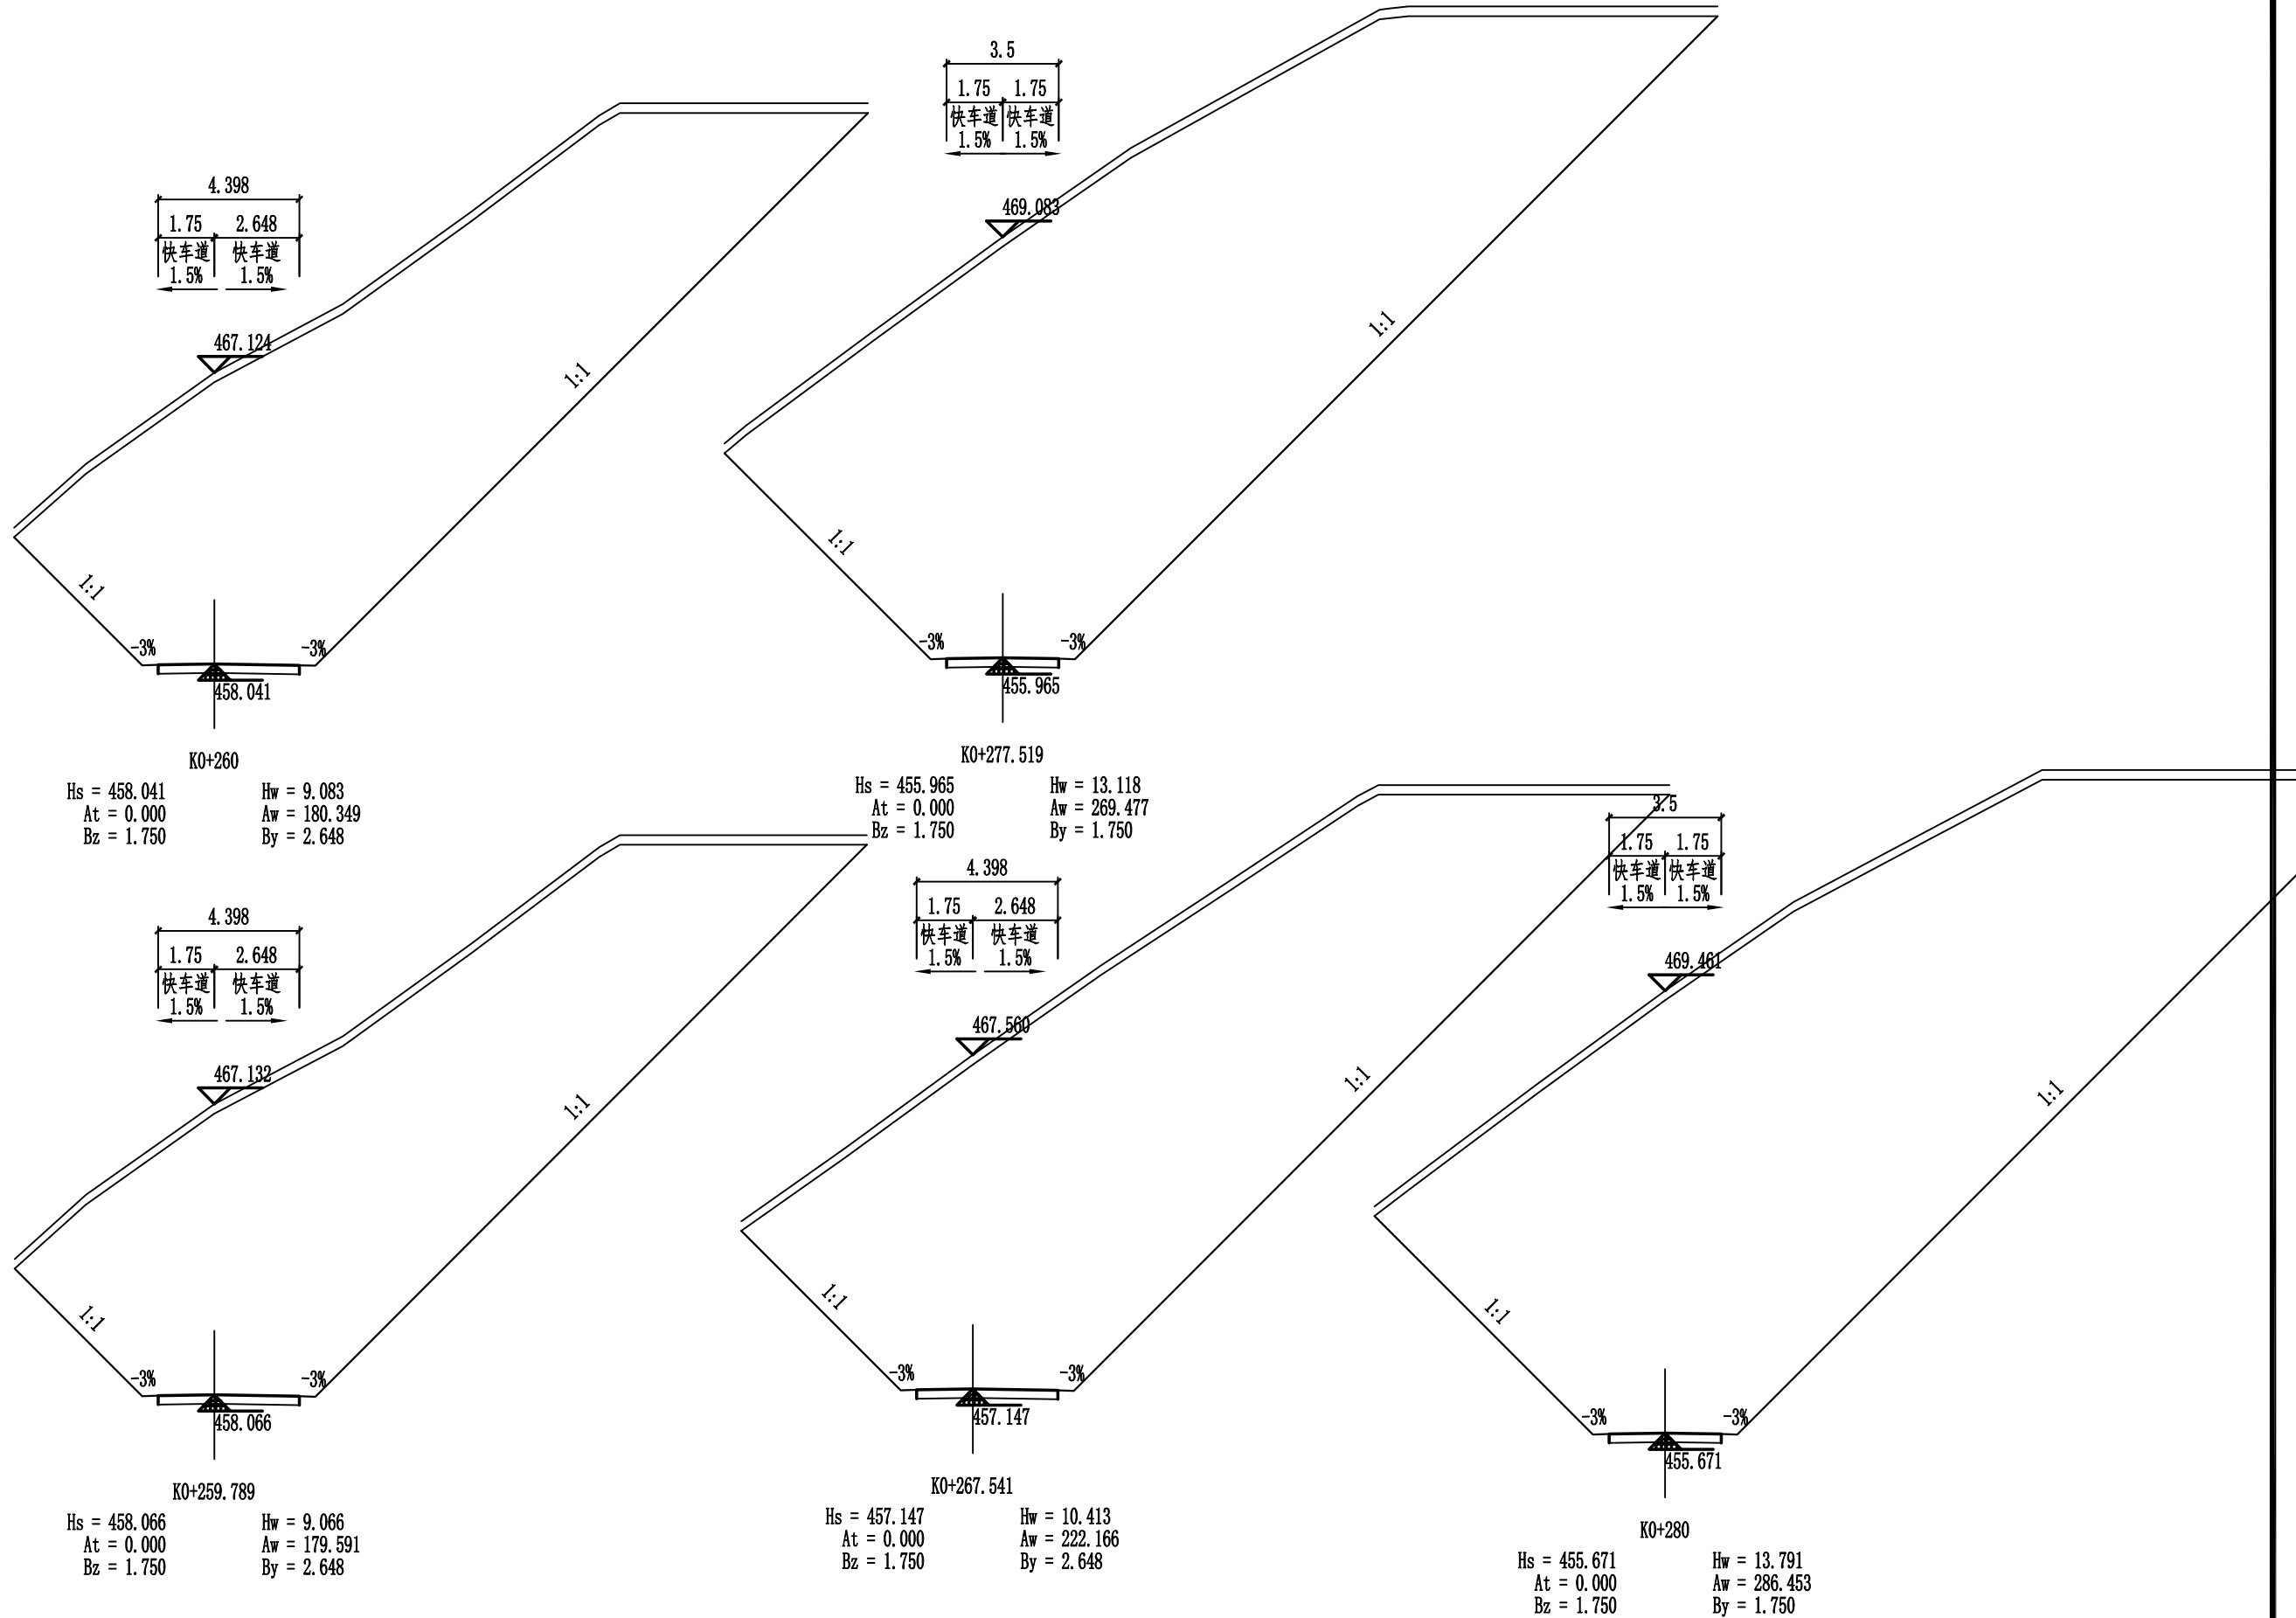 4.398
1.75 2.648
快车道 快车道
1.5% 1.5%
467.124
1:1
1:1
-3% -3%
458.041
K0+260
Hs = 458.041 Hw = 9.083
At = 0.000 Aw = 180.349
Bz = 1.750 By = 2.648
3.5
1.75 1.75
快车道 快车道
1.5% 1.5%
469.083
1:1
1:1
-3% -3%
455.965
K0+277.519
Hs = 455.965 Hw = 13.118
At = 0.000 Aw = 269.477
Bz = 1.750 By = 1.750
4.398
1.75 2.648
快车道 快车道
1.5% 1.5%
467.132
1:1
1:1
-3% -3%
458.066
K0+259.789
Hs = 458.066 Hw = 9.066
At = 0.000 Aw = 179.591
Bz = 1.750 By = 2.648
4.398
1.75 2.648
快车道 快车道
1.5% 1.5%
467.560
1:1
1:1
-3% -3%
457.147
K0+267.541
Hs = 457.147 Hw = 10.413
At = 0.000 Aw = 222.166
Bz = 1.750 By = 2.648
3.5
1.75 1.75
快车道 快车道
1.5% 1.5%
469.461
1:1
1:1
-3% -3%
455.671
K0+280
Hs = 455.671 Hw = 13.791
At = 0.000 Aw = 286.453
Bz = 1.750 By = 1.750